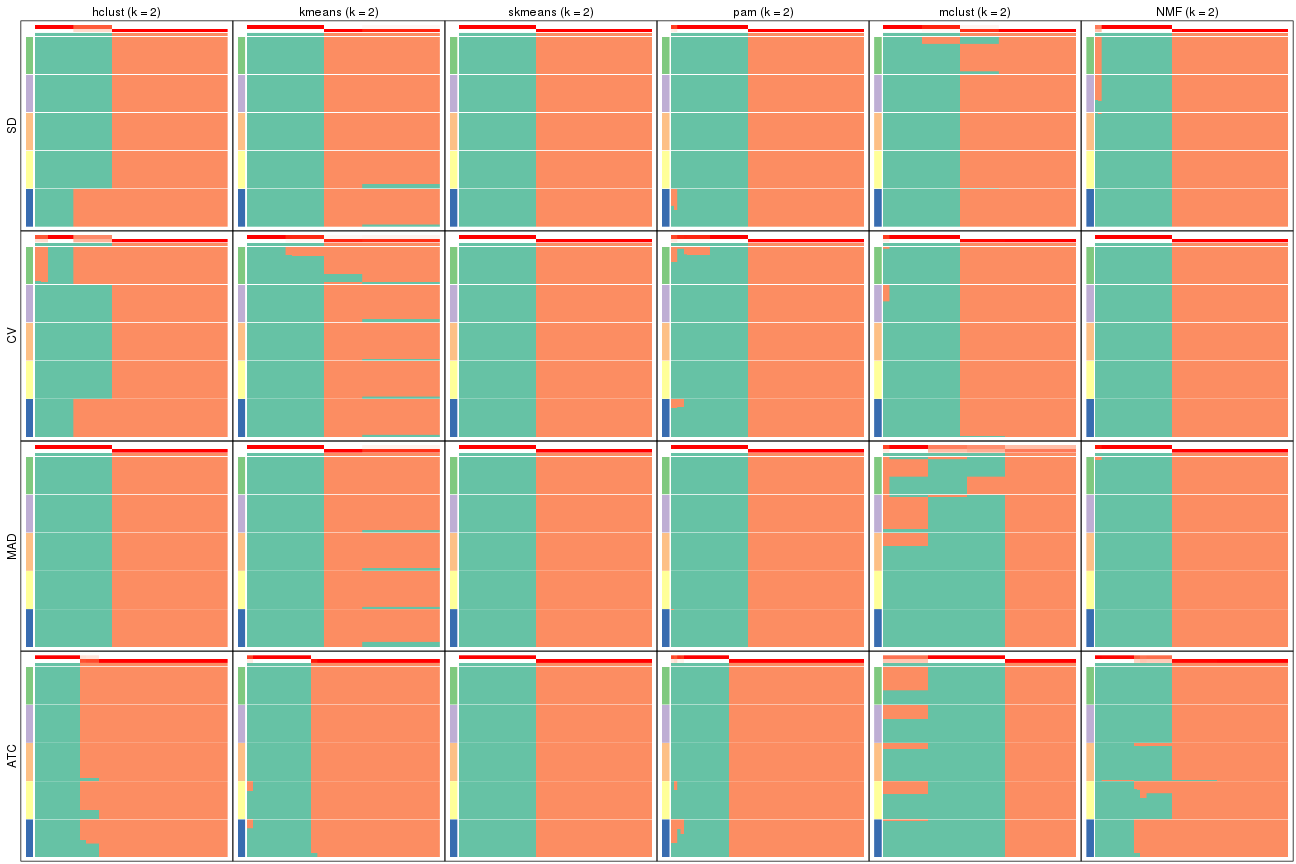 hclust (k = 2) kmeans (k = 2) skmeans (k = 2) pam (k = 2) mclust (k = 2) NMF (k = 2)
SD
CV
MAD
ATC